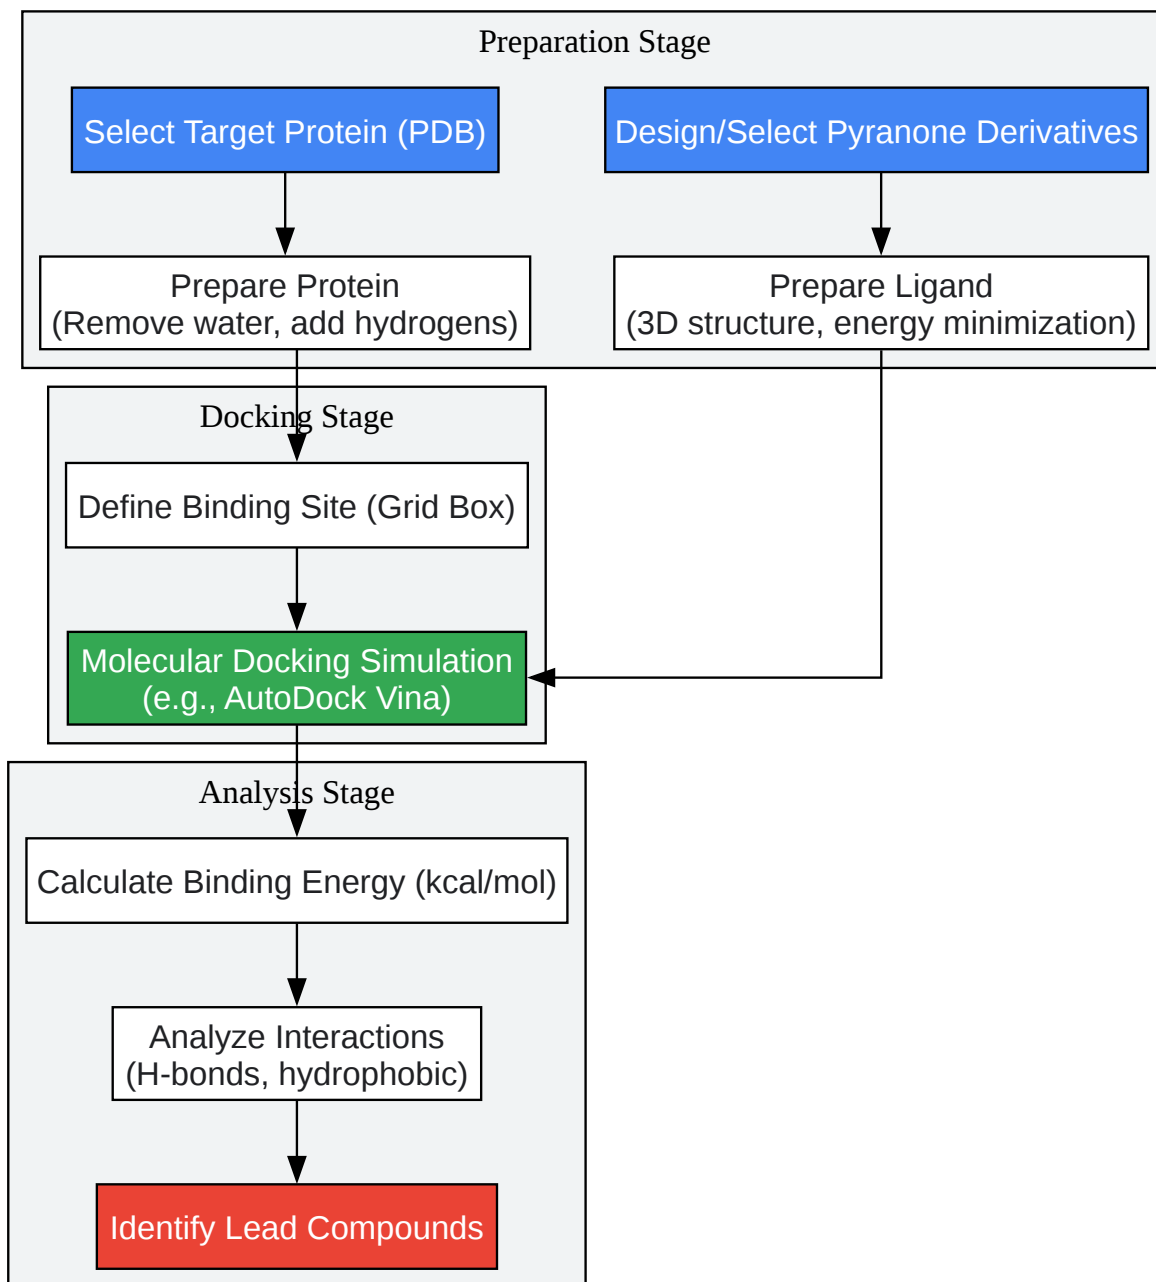 Preparation Stage
Select Target Protein (PDB)
Design/Select Pyranone Derivatives
Prepare Protein
(Remove water, add hydrogens)
Prepare Ligand
(3D structure, energy minimization)
Docking Stage
Define Binding Site (Grid Box)
Molecular Docking Simulation
(e.g., AutoDock Vina)
Analysis Stage
Calculate Binding Energy (kcal/mol)
Analyze Interactions
(H-bonds, hydrophobic)
Identify Lead Compounds